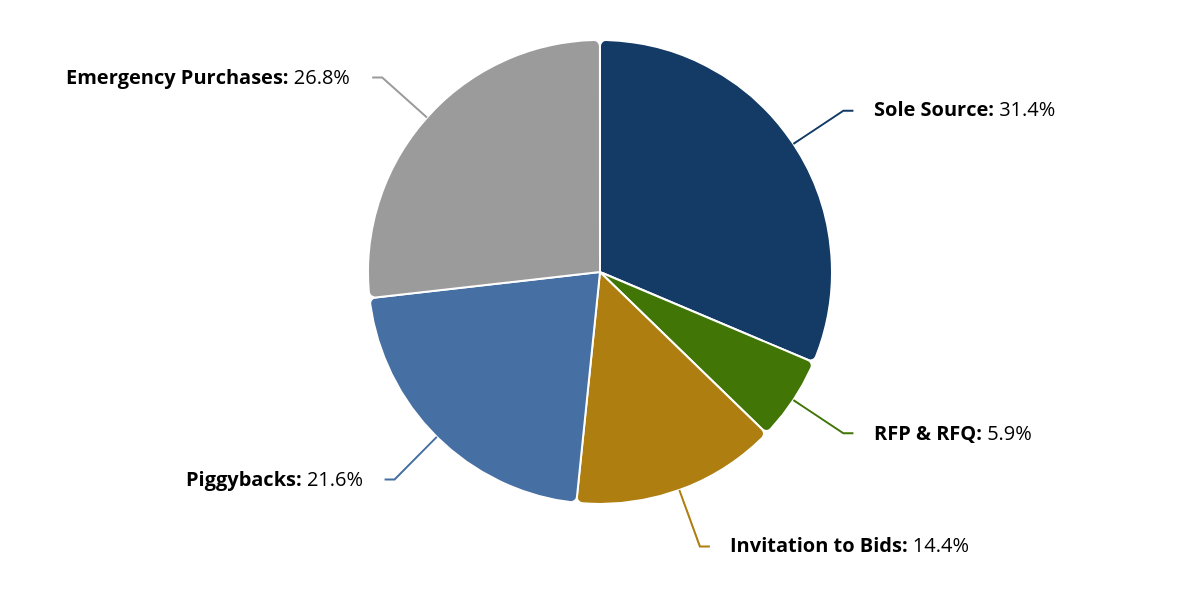 Emergency Purchases: 26.8%
Sole Source: 31.4%
RFP & RFQ: 5.9%
Piggybacks: 21.6%
Invitation to Bids: 14.4%